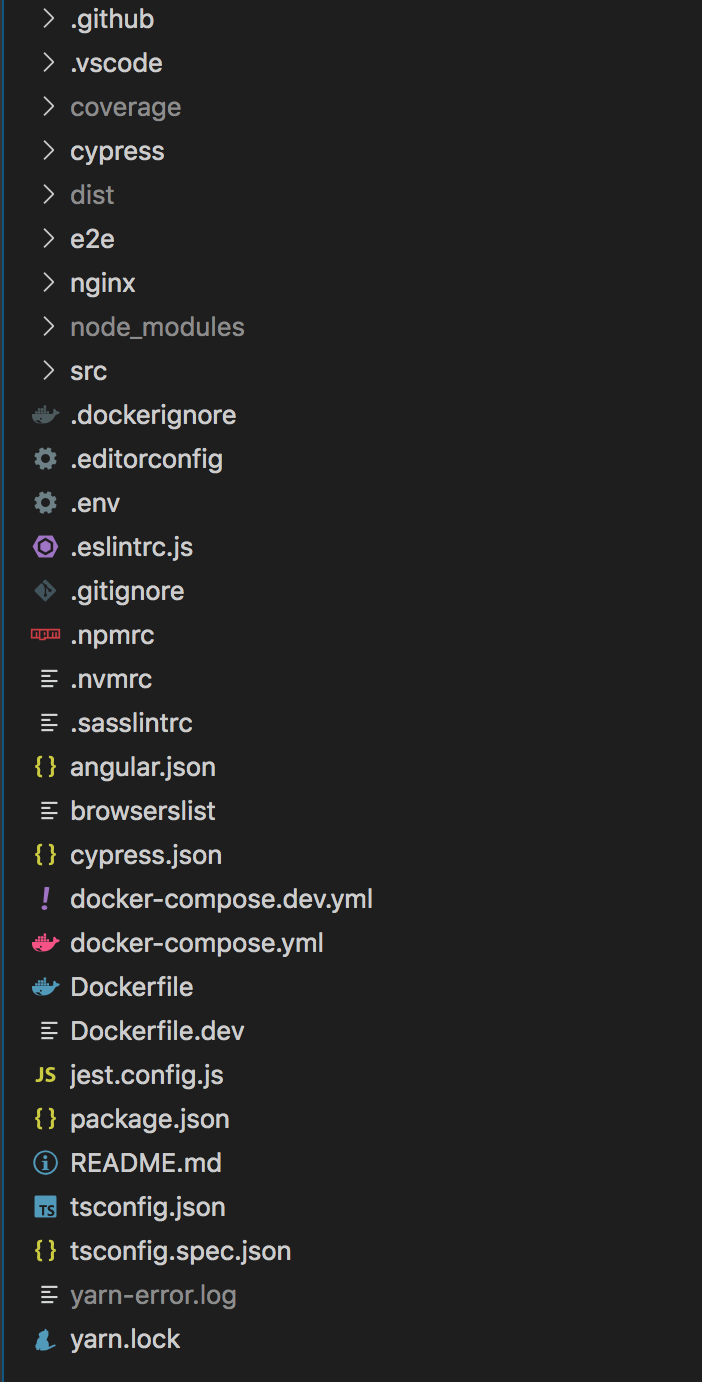 .github
.vscode
coverage
cypress
dist
e2e
nginx
node_modules
src
.dockerignore
.editorconfig
.env
.eslintrc.js
.gitignore
.npmrc
.nvmrc
.sasslintrc
angular.json
browserslist
cypress.json
docker-compose.dev.yml
docker-compose.yml
Dockerfile
Dockerfile.dev
jest.config.js
package.json
README.md
tsconfig.json
tsconfig.spec.json
yarn-error.log
yarn.lock